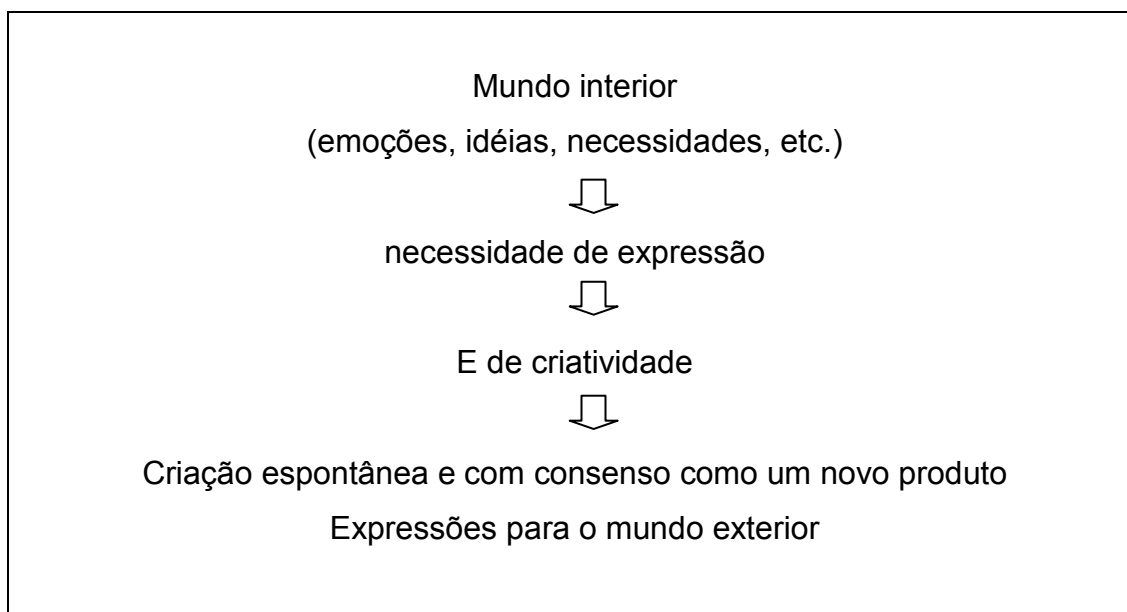 Mundo interior
(emoções, idéias, necessidades, etc.)
necessidade de expressão
E de criatividade
Criação espontânea e com consenso como um novo produto
Expressões para o mundo exterior